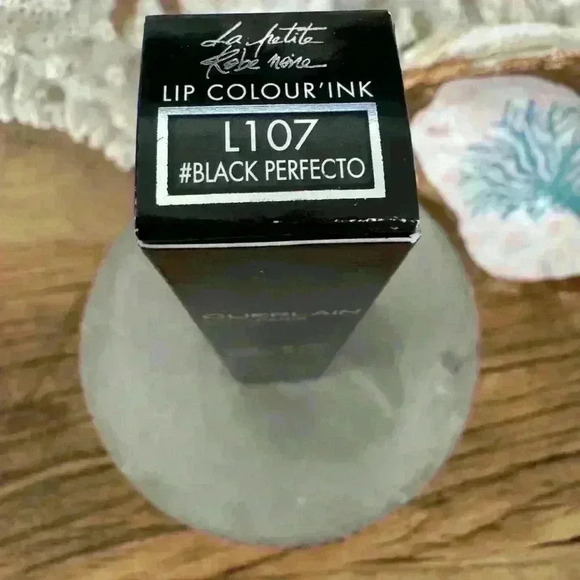 La petite
Robe noire
LIP COLOUR'INK
L107
#BLACK PERFECTO
GUERLAIN